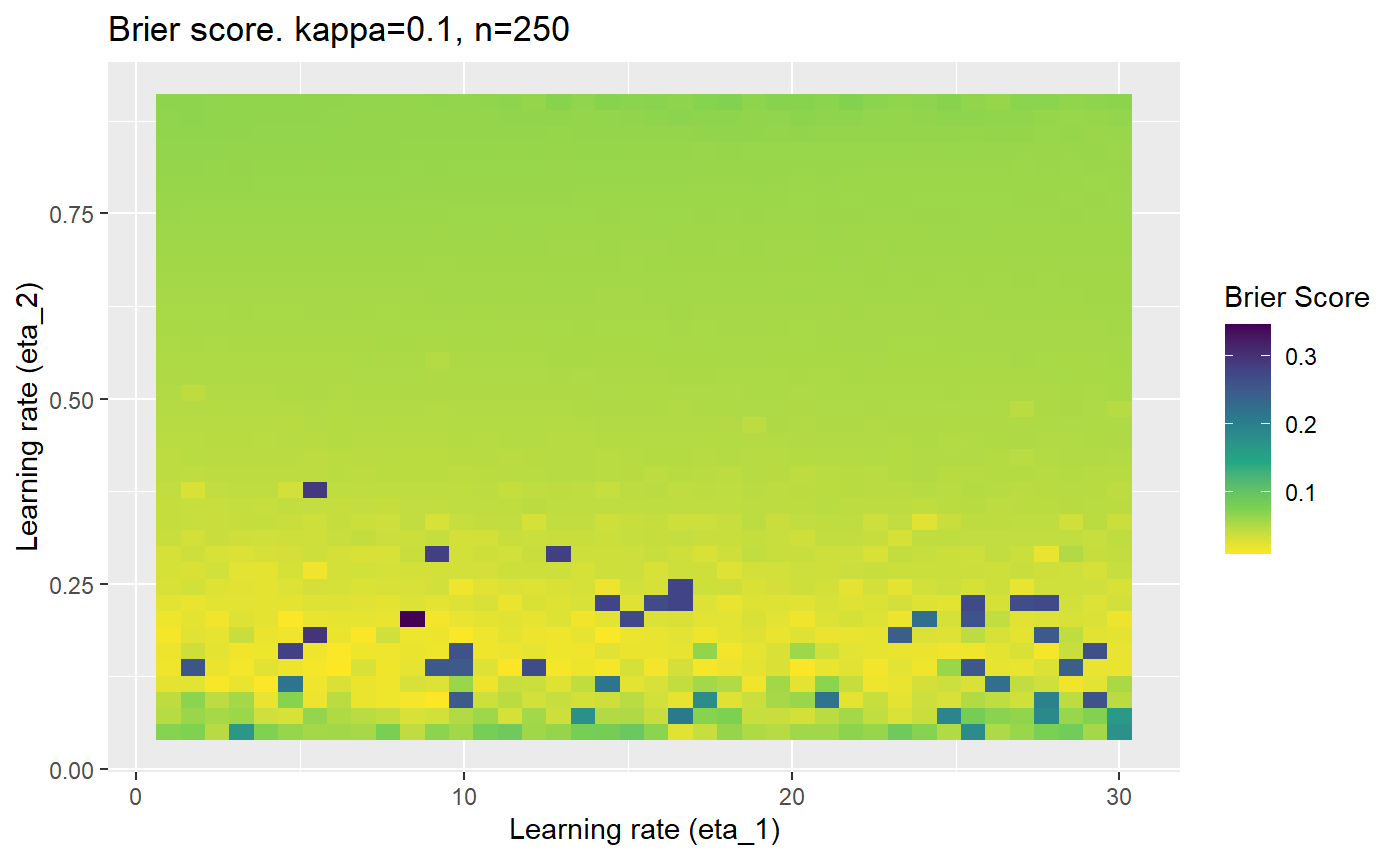 Brier score. kappa=0.1, n=250
Learning rate (eta_2)
0.75
0.50
0.25
0.00
0
10
20
30
Learning rate (eta_1)
Brier Score
0.3
0.2
0.1